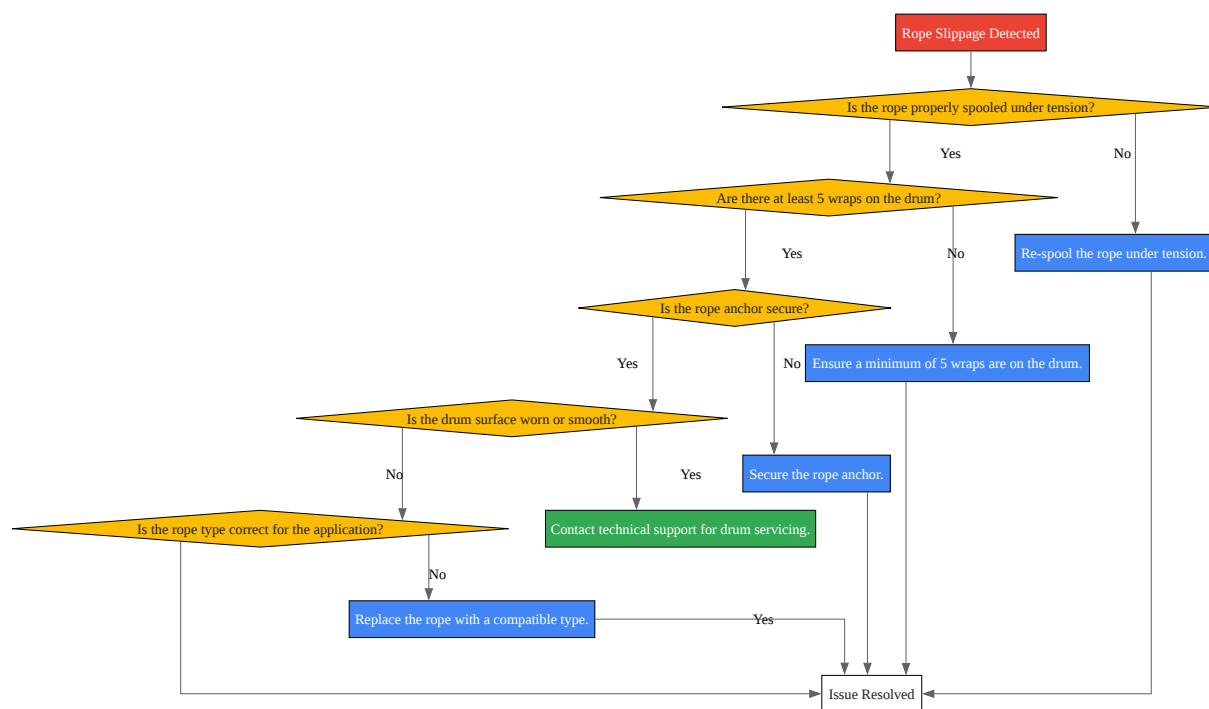 Rope Slippage Detected
Is the rope properly spooled under tension?
Yes
No
Are there at least 5 wraps on the drum?
Yes
No
Re-spool the rope under tension.
Is the rope anchor secure?
Yes
No
Ensure a minimum of 5 wraps are on the drum.
Is the drum surface worn or smooth?
No
Yes
Secure the rope anchor.
Is the rope type correct for the application?
Contact technical support for drum servicing.
No
Replace the rope with a compatible type.
Yes
Issue Resolved